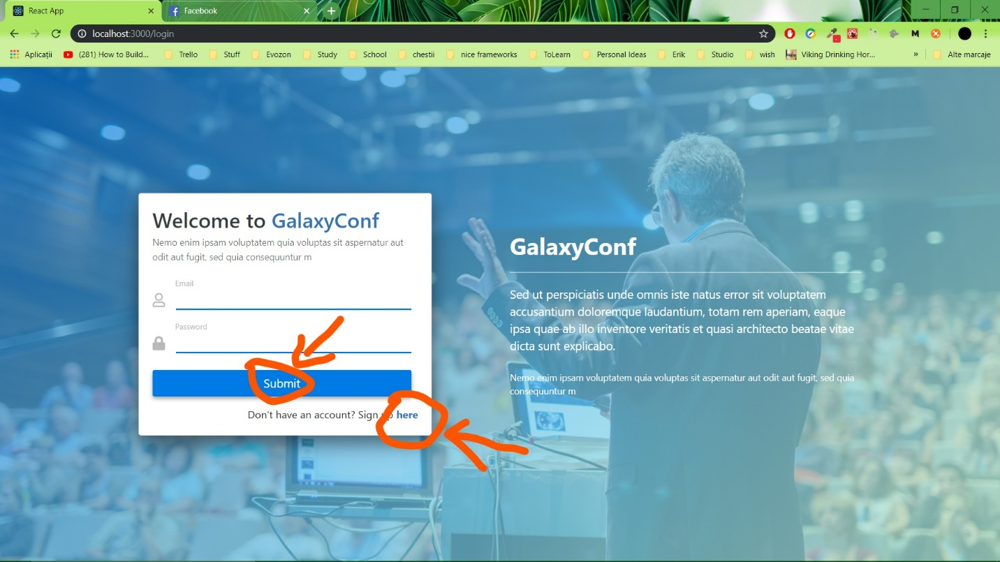 React App
Facebook
localhost:3000/login
Aplicații
(281) How to Build...
Trello
Stuff
Evozon
Study
School
chestii
nice frameworks
ToLearn
Personal Ideas
Erik
Studio
wish
Viking Drinking Hor...
»
Alte marcaje
Welcome to GalaxyConf
Nemo enim ipsam voluptatem quia voluptas sit aspernatur aut
odit aut fugit, sed quia consequuntur m
Email
Password
Submit
Don't have an account? Sign up here
GalaxyConf
Sed ut perspiciatis unde omnis iste natus error sit voluptatem
accusantium doloremque laudantium, totam rem aperiam, eaque
ipsa quae ab illo inventore veritatis et quasi architecto beatae vitae
dicta sunt explicabo.
Nemo enim ipsam voluptatem quia voluptas sit aspernatur aut odit aut fugit, sed quia
consequuntur m